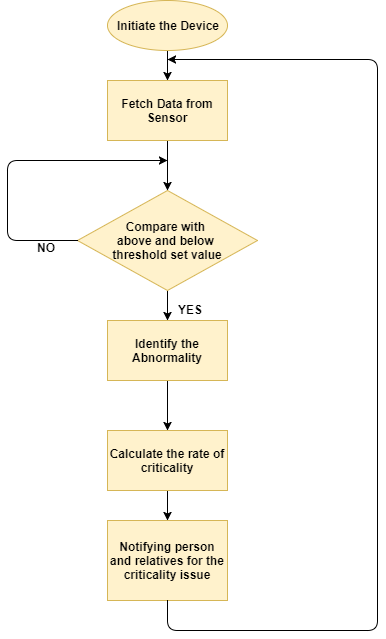 Initiate the Device
Fetch Data from
Sensor
Compare with
above and below
threshold set value
NO
YES
Identify the
Abnormality
Calculate the rate of
criticality
Notifying person
and relatives for the
criticality issue